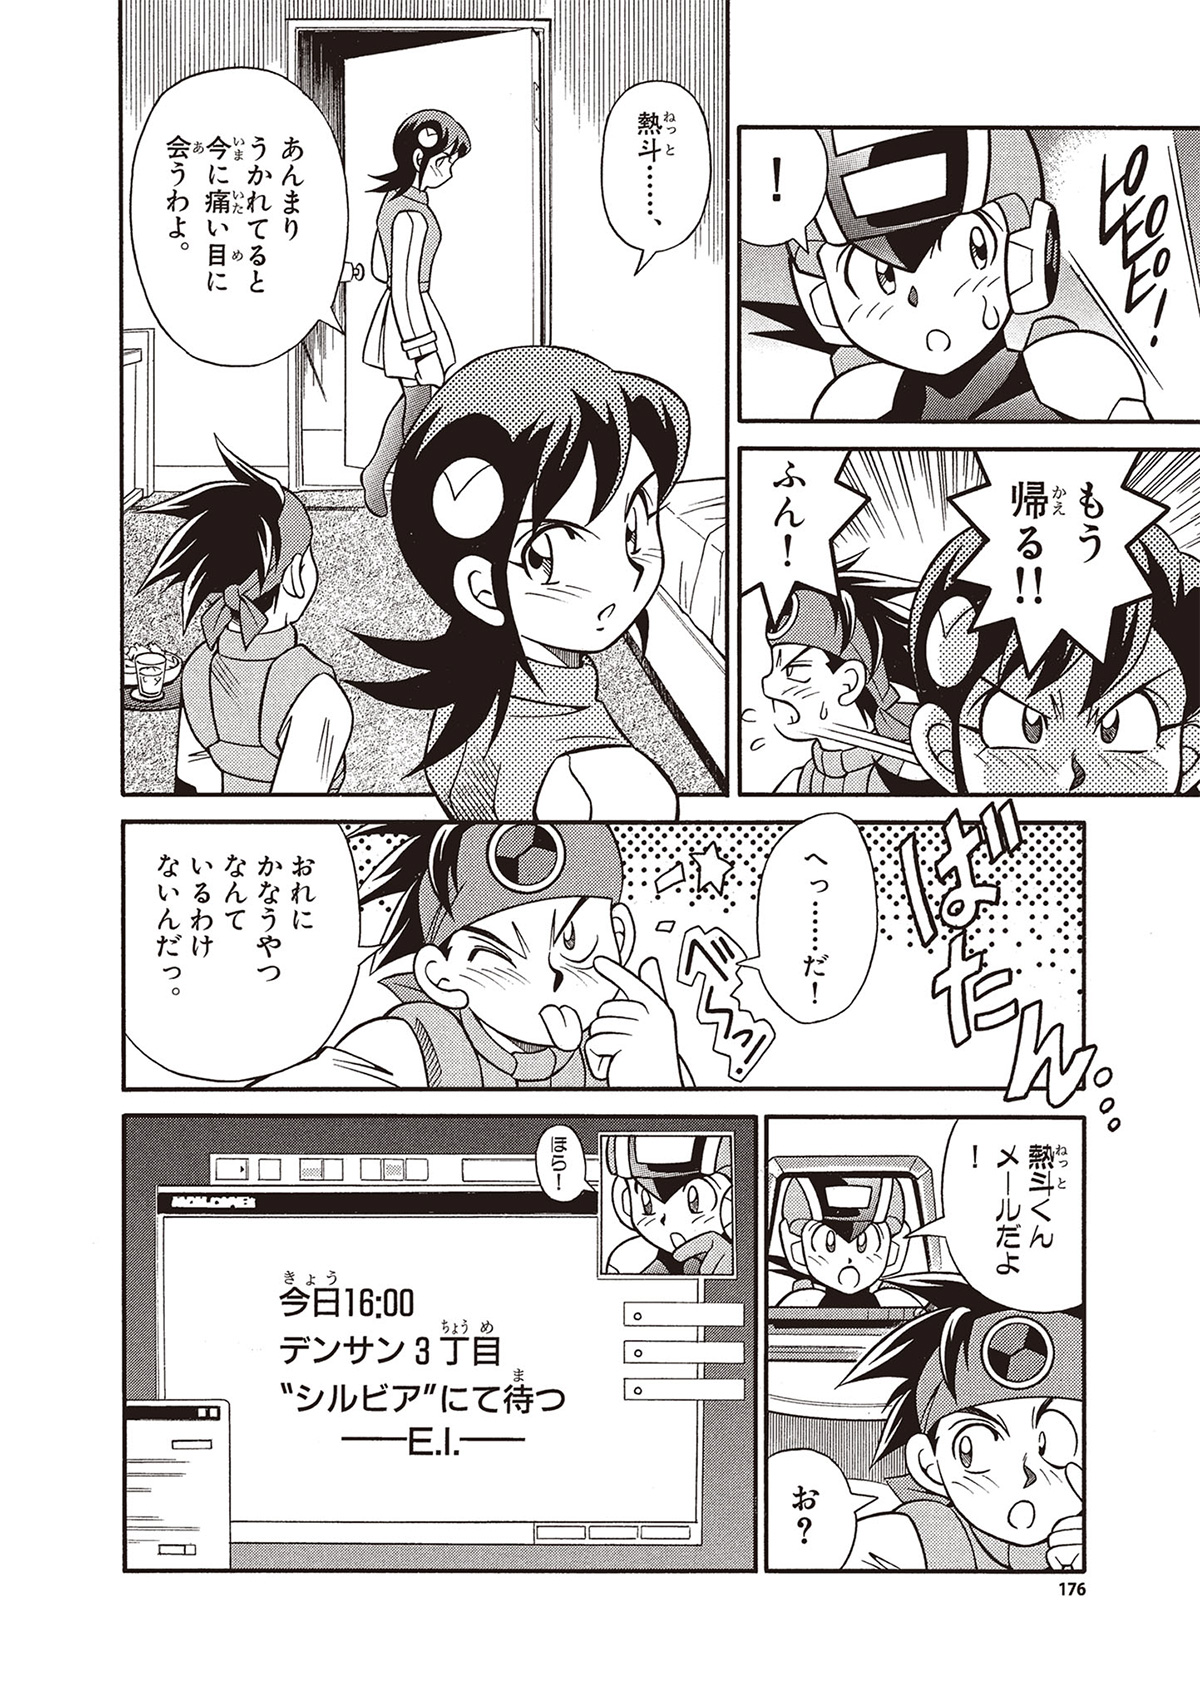 ピピピピ！
！
もう
帰る!!
ふん！
熱斗……、
あんまり
うかれてると
今に痛い目に
会うわよ。
ばたん…
へっ……だ！
べ〜っ
おれに
かなうやつ
なんて
いるわけ
ないんだっ。
熱斗くん
メールだよ
！
お？
ほら！
今日16:00
デンサン3丁目
“シルビア”にて待つ
──E.I.──
176